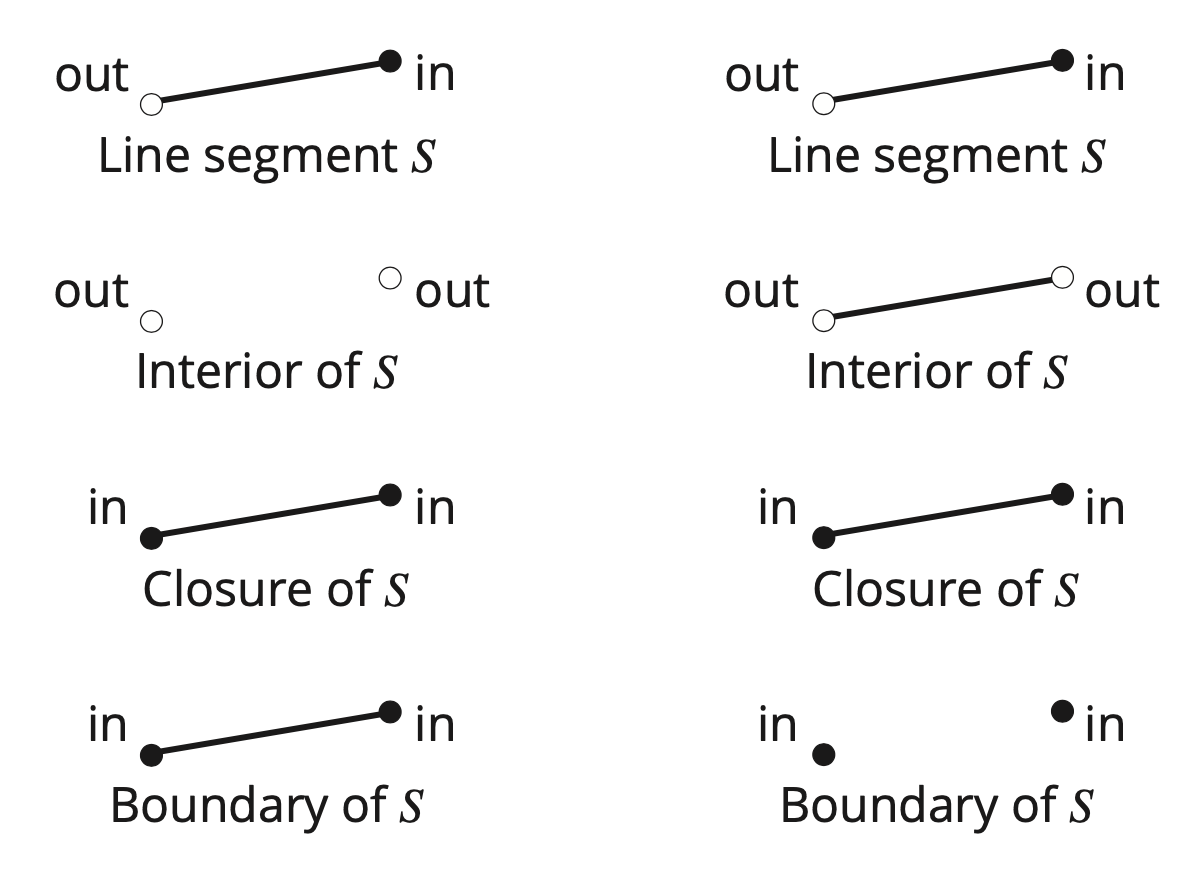 out in
Line segment S
out out
Interior of S
in in
Closure of S
in in
Boundary of S
out in
Line segment S
out out
Interior of S
in in
Closure of S
in in
Boundary of S